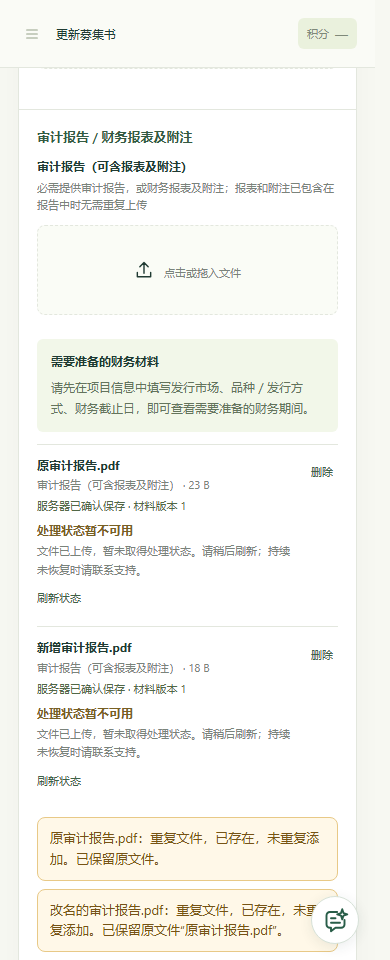 更新募集书
积分 —
审计报告 / 财务报表及附注
审计报告（可含报表及附注）
必需提供审计报告，或财务报表及附注；报表和附注已包含在
报告中时无需重复上传
点击或拖入文件
需要准备的财务材料
请先在项目信息中填写发行市场、品种 / 发行方
式、财务截止日，即可查看需要准备的财务期间。
原审计报告.pdf
删除
审计报告（可含报表及附注） · 23 B
服务器已确认保存 · 材料版本 1
处理状态暂不可用
文件已上传，暂未取得处理状态。请稍后刷新；持续
未恢复时请联系支持。
刷新状态
新增审计报告.pdf
删除
审计报告（可含报表及附注） · 18 B
服务器已确认保存 · 材料版本 1
处理状态暂不可用
文件已上传，暂未取得处理状态。请稍后刷新；持续
未恢复时请联系支持。
刷新状态
原审计报告.pdf：重复文件，已存在，未重复添
加。已保留原文件。
改名的审计报告.pdf：重复文件，已存在，未重
复添加。已保留原文件“原审计报告.pdf”。